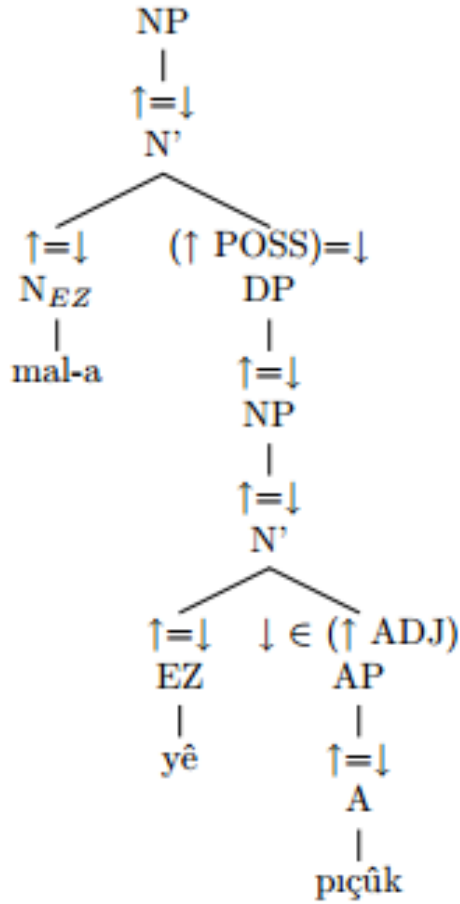 NP
↑=↓
N’
↑=↓ (↑ POSS)=↓
N_EZ DP
mal-a ↑=↓
NP
↑=↓
N’
↑=↓ ↓ ∈ (↑ ADJ)
EZ AP
yê ↑=↓
A
pıçûk